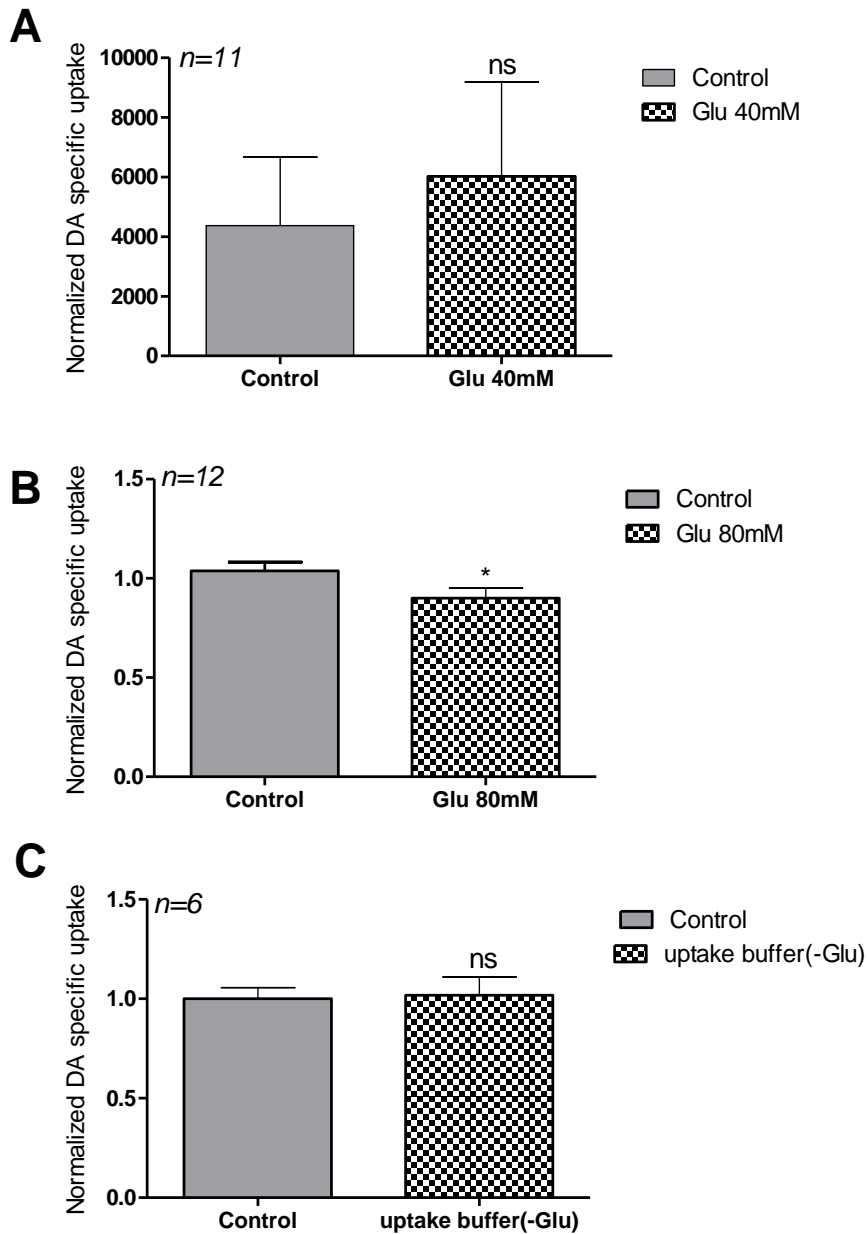 A
n=11
ns
Control
Glu 40mM
Normalized DA specific uptake
10000
8000
6000
4000
2000
0
Control
Glu 40mM
B
n=12
*
Control
Glu 80mM
Normalized DA specific uptake
1.5
1.0
0.5
0.0
Control
Glu 80mM
C
n=6
ns
Control
uptake buffer(-Glu)
Normalized DA specific uptake
1.5
1.0
0.5
0.0
Control
uptake buffer(-Glu)